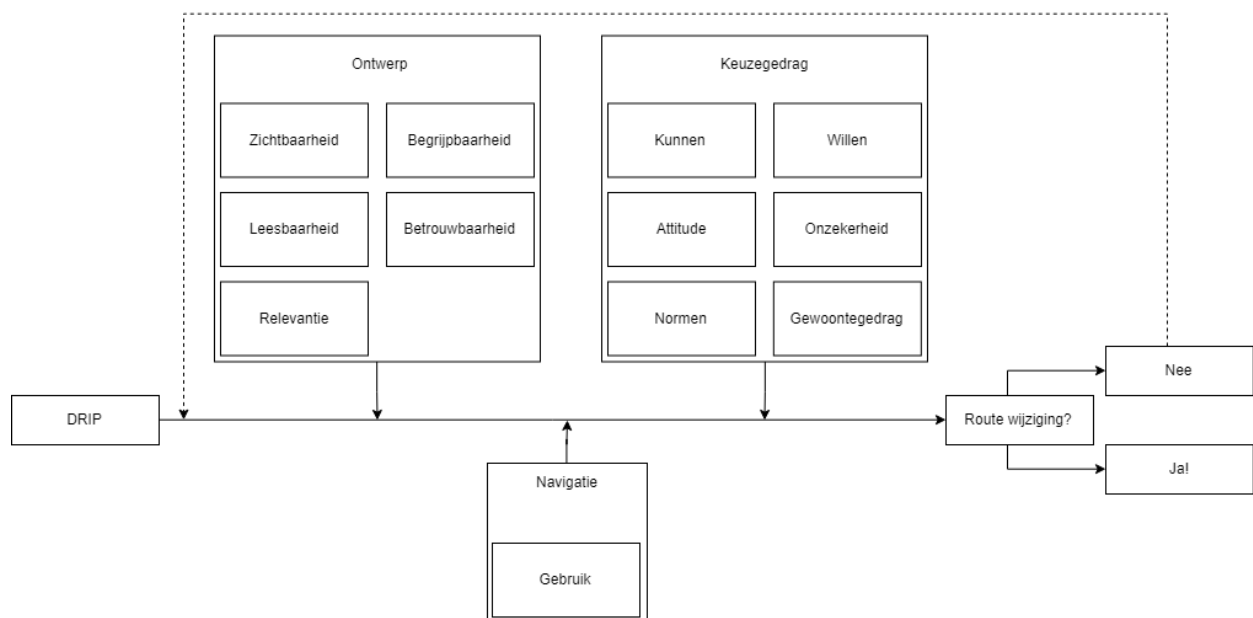 Ontwerp
Zichtbaarheid
Begrijpbaarheid
Leesbaarheid
Betrouwbaarheid
Relevantie
Keuzegedrag
Kunnen
Willen
Attitude
Onzekerheid
Normen
Gewoontegedrag
DRIP
Navigatie
Gebruik
Route wijziging?
Nee
Ja!